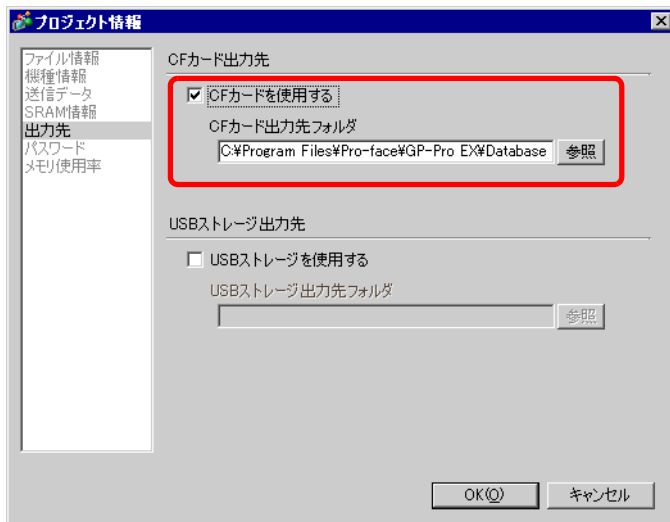 プロジェクト情報
ファイル情報
機種情報
送信データ
SRAM情報
出力先
パスワード
メモリ使用率
CFカード出力先
CFカードを使用する
CFカード出力先フォルダ
C:¥Program Files¥Pro-face¥GP-Pro EX¥Database
参照
USBストレージ出力先
USBストレージを使用する
USBストレージ出力先フォルダ
参照
OK(O)
キャンセル